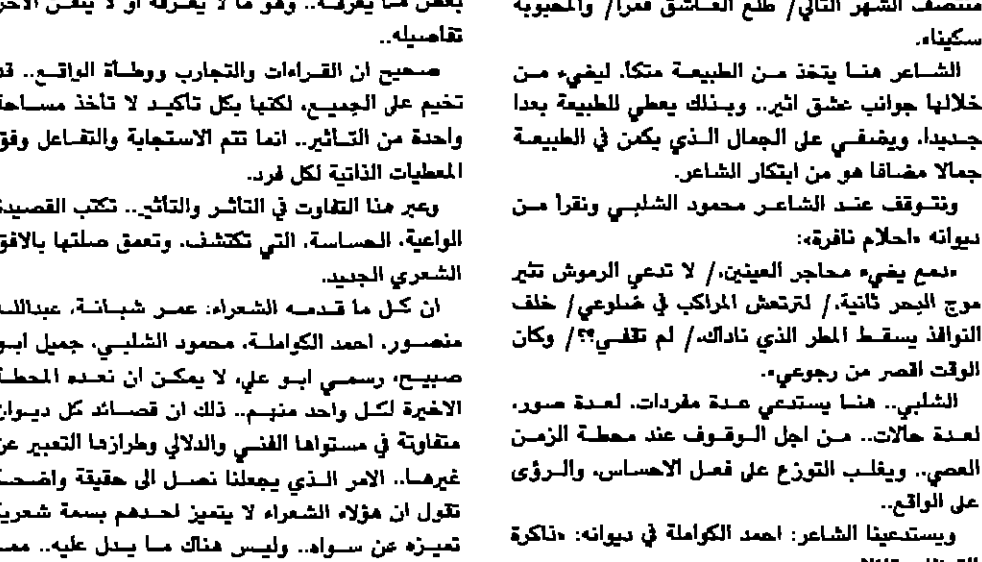 منتصف الشهر التالي/ طلع العاشق قمرا/ والمحبوبة
سكينا».
الشاعر هنا يتخذ من الطبيعة متكأ، ليضيء من
خلالها جوانب عشق اثير.. وبذلك يعطي للطبيعة بعدا
جديدا، ويضفي على الجمال الذي يكمن في الطبيعة
جمالا مضافا هو من ابتكار الشاعر.
ونتوقف عند الشاعر محمود الشلبي ونقرأ من
ديوانه «احلام نافرة»:
«دمع يضيء محاجر العينين،/ لا تدعي الرموش تثير
موج البحر ثانية،/ لترتعش المراكب في ضلوعي/ خلف
النوافذ يسقط المطر الذي ناداك،/ لم تقفي؟؟/ وكان
الوقت اقصر من رجوعي».
الشلبي.. هنا يستدعي عدة مفردات، لعدة صور،
لعدة حالات.. من اجل الوقوف عند محطة الزمن
العصي.. ويغلب التوزع على فعل الاحساس، والرؤى
على الواقع..
ويستدعينا الشاعر: احمد الكواملة في ديوانه: «ذاكرة
بعض ما يعرفه.. وهو ما لا يعرفه او لا يتقن الآخر
تفاصيله..
صحيح ان القراءات والتجارب ووطأة الواقع.. قد
تخيم على الجميع، لكنها بكل تأكيد لا تأخذ مساحة
واحدة من التأثير.. انما تتم الاستجابة والتفاعل وفق
المعطيات الذاتية لكل فرد.
وعبر هذا التفاوت في التأثر والتأثير.. تكتب القصيدة
الواعية، الحساسة، التي تكتشف، وتعمق صلتها بالافق
الشعري الجديد.
ان كل ما قدمه الشعراء: عمر شبانة، عبدالله
منصور، احمد الكواملة، محمود الشلبي، جميل ابو
صبيح، رسمي ابو علي، لا يمكن ان نعده المحطة
الاخيرة لكل واحد منهم.. ذلك ان قصائد كل ديوان
متفاوتة في مستواها الفني والدلالي وطرازها التعبير عن
غيرها.. الامر الذي يجعلنا نصل الى حقيقة واضحة
تقول ان هؤلاء الشعراء لا يتميز احدهم بسمة شعرية
تميزه عن سواه.. وليس هناك ما يدل عليه.. مما